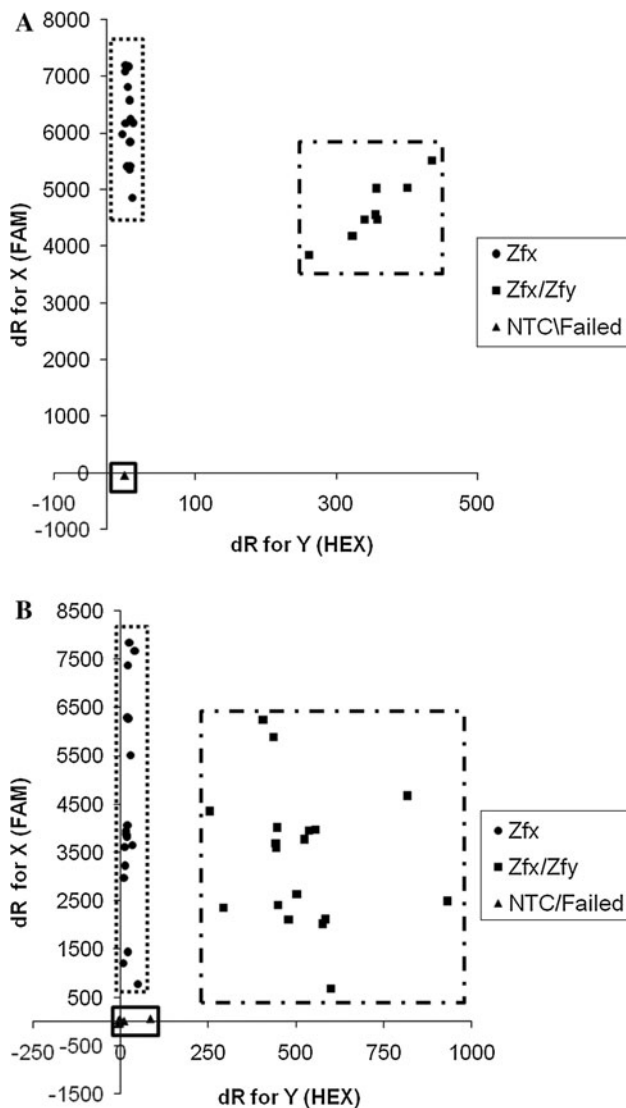 A
8000
7000
6000
5000
4000
3000
2000
1000
0
-1000
-100
100
300
500
dR for X (FAM)
dR for Y (HEX)
Zfx
Zfx/Zfy
NTC\Failed
B
8500
7500
6500
5500
4500
3500
2500
1500
500
-500
-1500
-250
0
250
500
750
1000
dR for X (FAM)
dR for Y (HEX)
Zfx
Zfx/Zfy
NTC/Failed